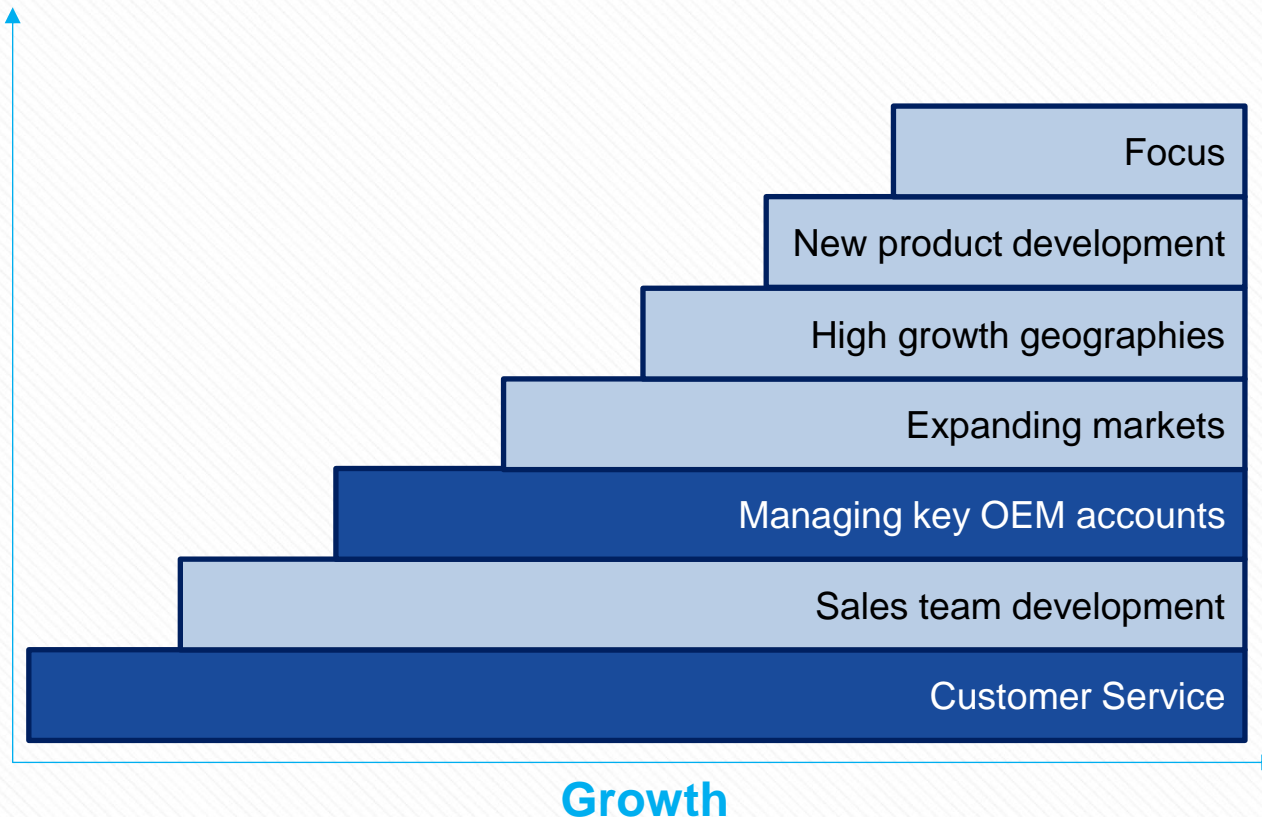 Focus
New product development
High growth geographies
Expanding markets
Managing key OEM accounts
Sales team development
Customer Service
Growth